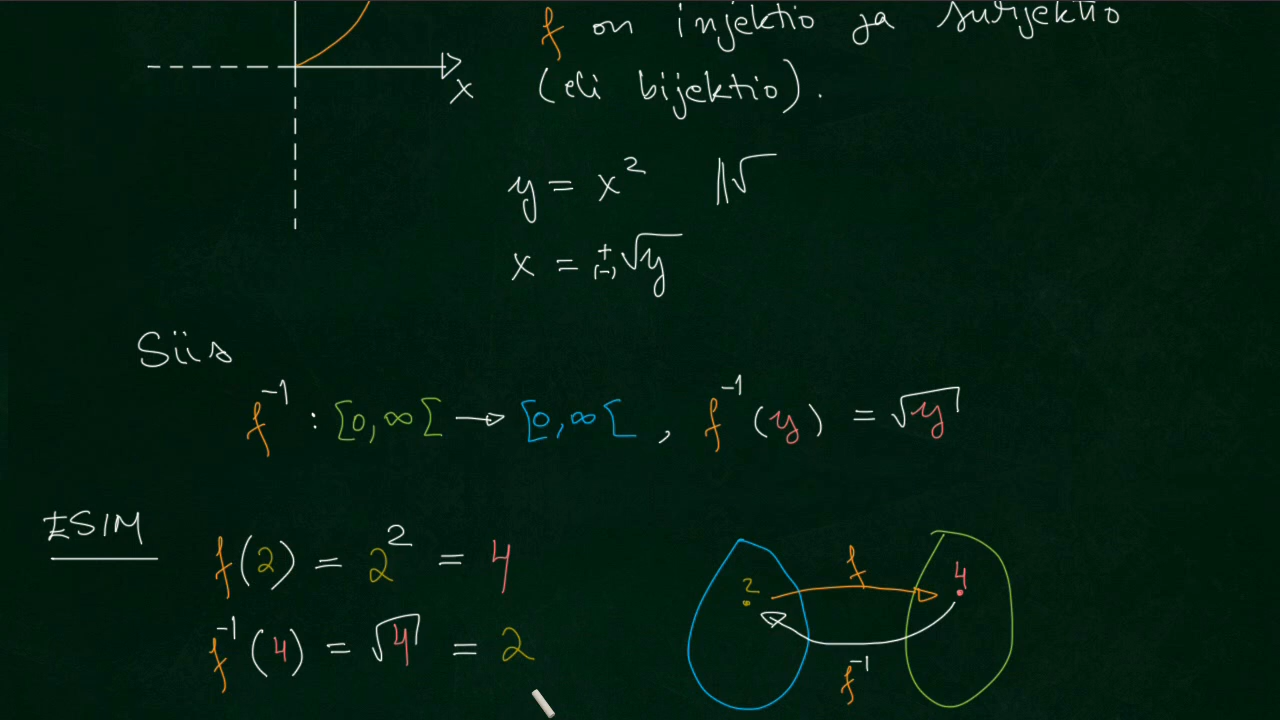 f on injektio ja surjektio
x (eli bijektio).
y = x² ‖√
x = ±(−)√y
Siis
f⁻¹ : [0,∞[ → [0,∞[ , f⁻¹(y) = √y
ESIM
f(2) = 2² = 4
f⁻¹(4) = √4 = 2
f
2 4
f⁻¹